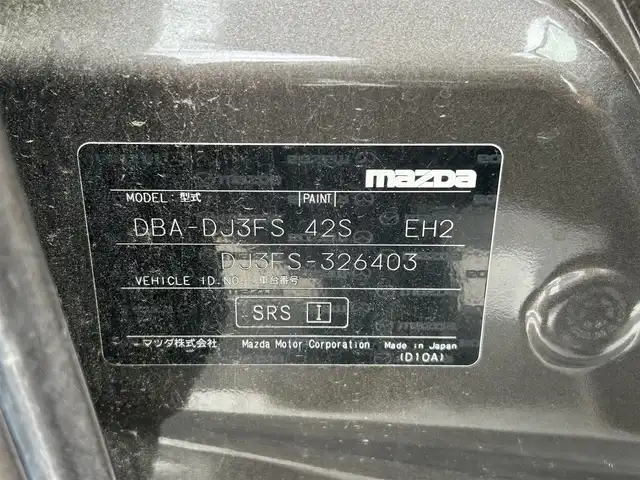 mazda
MODEL: 型式 PAINT
DBA-DJ3FS 42S EH2
DJ3FS-326403
VEHICLE ID.NO. 車台番号
SRS I
マツダ株式会社 Mazda Motor Corporation Made in Japan
(D10A)